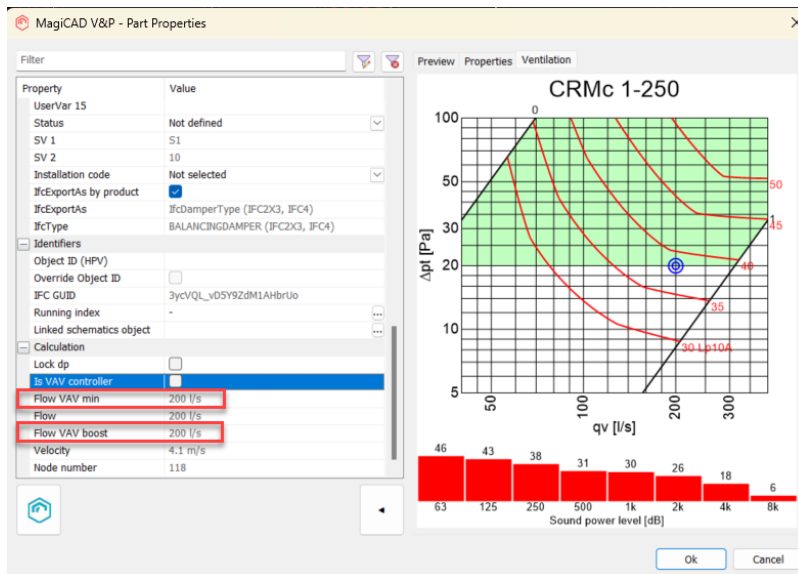 MagiCAD V&P - Part Properties
Filter
Preview Properties Ventilation
Property Value
UserVar 15
Status Not defined
SV 1 S1
SV 2 10
Installation code Not selected
IfcExportAs by product
IfcExportAs IfcDamperType (IFC2X3, IFC4)
IfcType BALANCINGDAMPER (IFC2X3, IFC4)
Identifiers
Object ID (HPV)
Override Object ID
IFC GUID 3ycVQL_vD5Y9ZdM1AHbrUo
Running index -
Linked schematics object
Calculation
Lock dp
Is VAV controller
Flow VAV min 200 l/s
Flow 200 l/s
Flow VAV boost 200 l/s
Velocity 4.1 m/s
Node number 118
CRMc 1-250
0
100
50
50
1
45
30
Δpt [Pa]
20
40
35
10
30 Lp10A
5
50 100 200 300
qv [l/s]
46 43 38 31 30 26 18 6
63 125 250 500 1k 2k 4k 8k
Sound power level [dB]
Ok Cancel